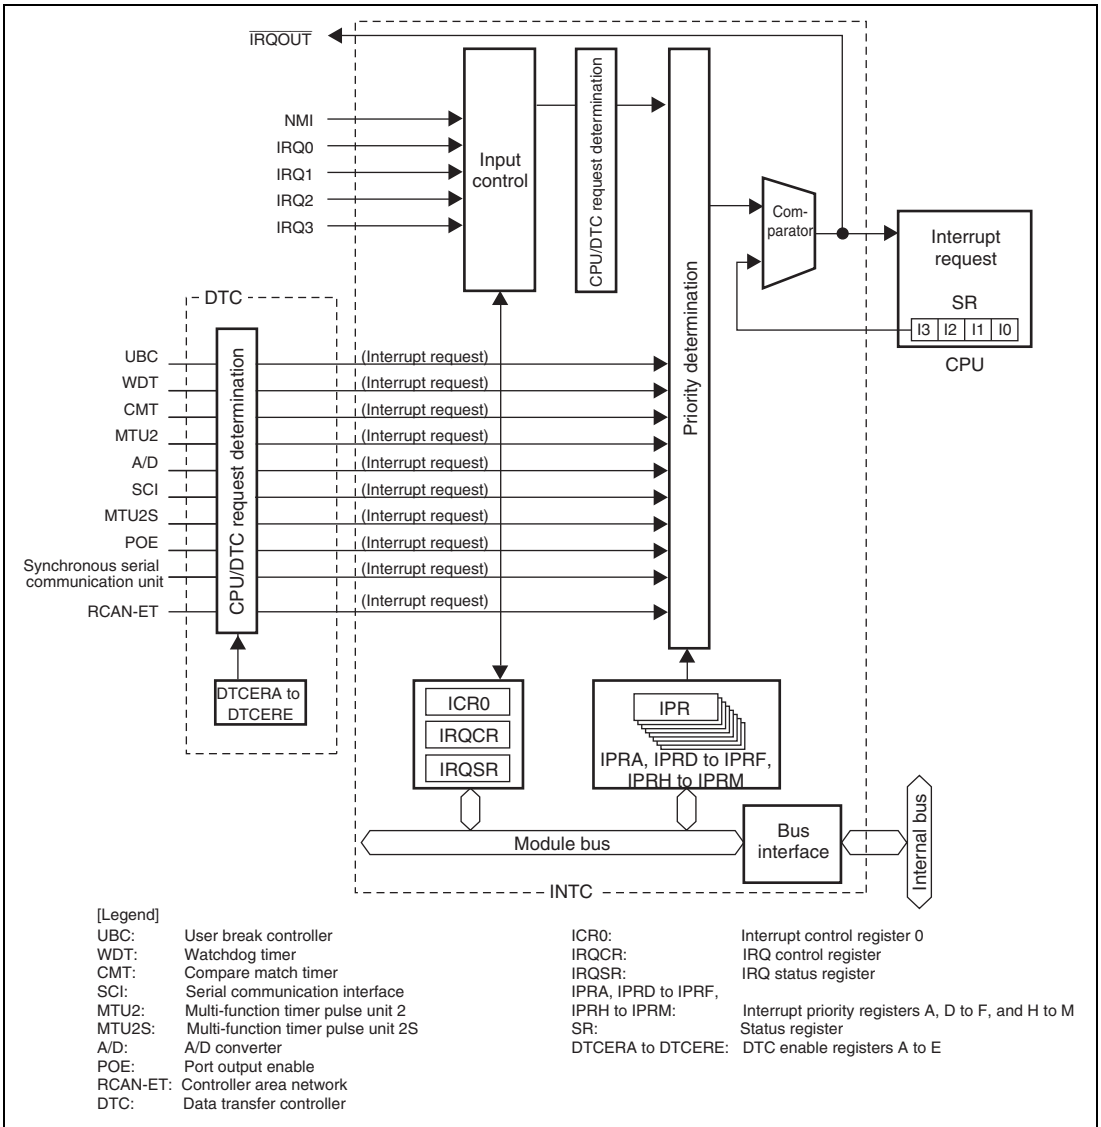 IRQOUT
NMI
IRQ0
IRQ1
IRQ2
IRQ3
Input
control
CPU/DTC request determination
Priority determination
Com-
parator
Interrupt
request
SR
I3 I2 I1 I0
CPU
DTC
CPU/DTC request determination
UBC
(Interrupt request)
WDT
(Interrupt request)
CMT
(Interrupt request)
MTU2
(Interrupt request)
A/D
(Interrupt request)
SCI
(Interrupt request)
MTU2S
(Interrupt request)
POE
(Interrupt request)
Synchronous serial
communication unit
(Interrupt request)
RCAN-ET
(Interrupt request)
DTCERA to
DTCERE
ICR0
IRQCR
IRQSR
IPR
IPRA, IPRD to IPRF,
IPRH to IPRM
Module bus
Bus
interface
Internal bus
INTC
[Legend]
UBC: User break controller
WDT: Watchdog timer
CMT: Compare match timer
SCI: Serial communication interface
MTU2: Multi-function timer pulse unit 2
MTU2S: Multi-function timer pulse unit 2S
A/D: A/D converter
POE: Port output enable
RCAN-ET: Controller area network
DTC: Data transfer controller
ICR0: Interrupt control register 0
IRQCR: IRQ control register
IRQSR: IRQ status register
IPRA, IPRD to IPRF,
IPRH to IPRM: Interrupt priority registers A, D to F, and H to M
SR: Status register
DTCERA to DTCERE: DTC enable registers A to E